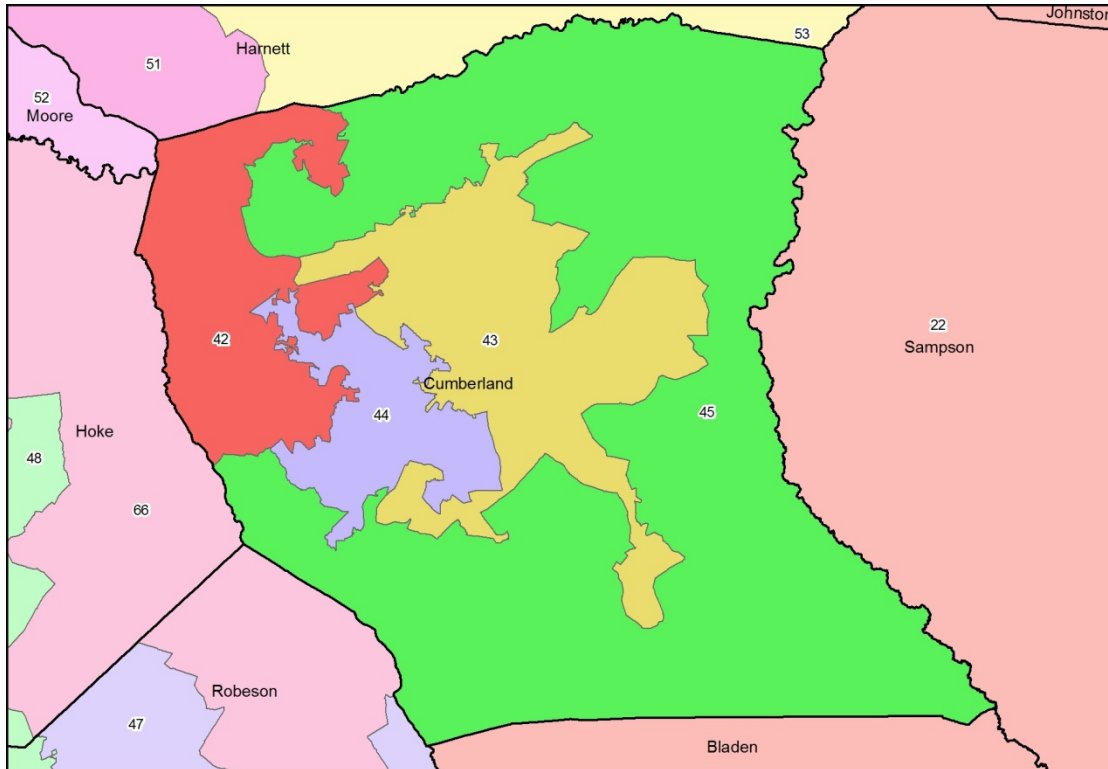 Johnston
53
Harnett
51
52
Moore
22
Sampson
42
43
Cumberland
44
45
Hoke
48
66
Robeson
47
Bladen